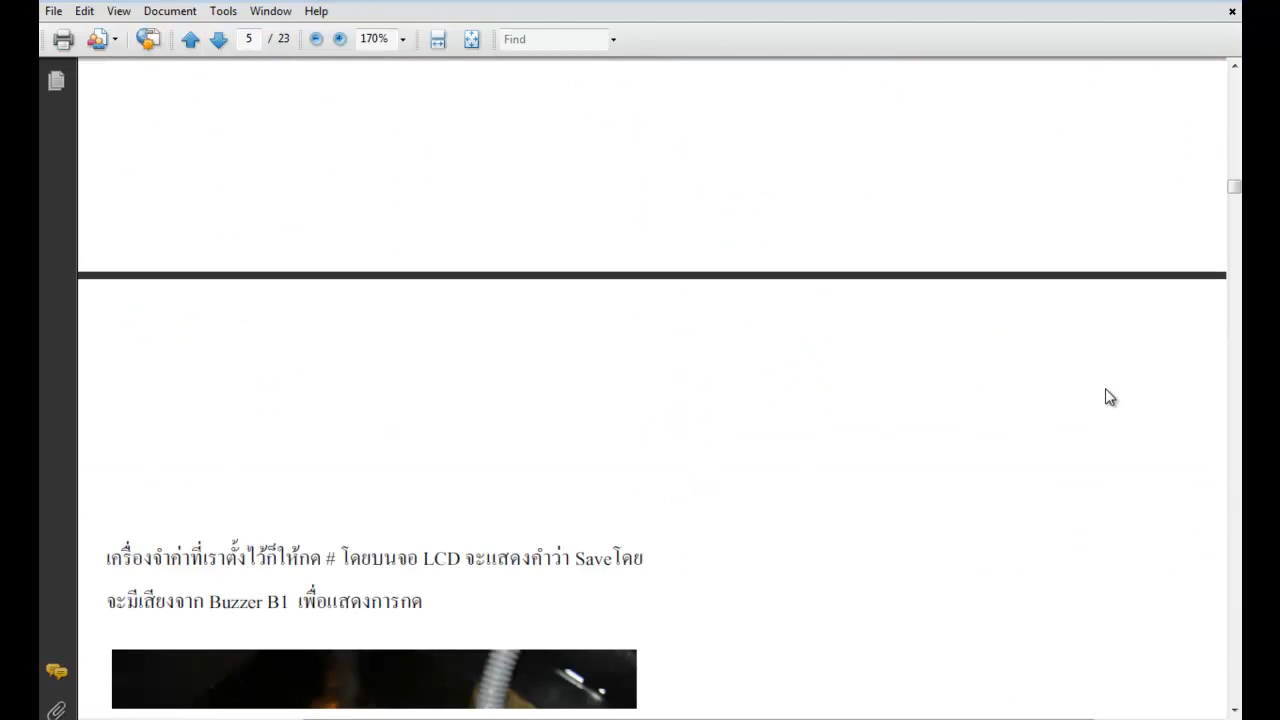 File Edit View Document Tools Window Help
5 / 23 170% Find
เครื่องจำค่าที่เราตั้งไว้ก็ให้กด # โดยบนจอ LCD จะแสดงคำว่า Saveโดย
จะมีเสียงจาก Buzzer B1 เพื่อแสดงการกด